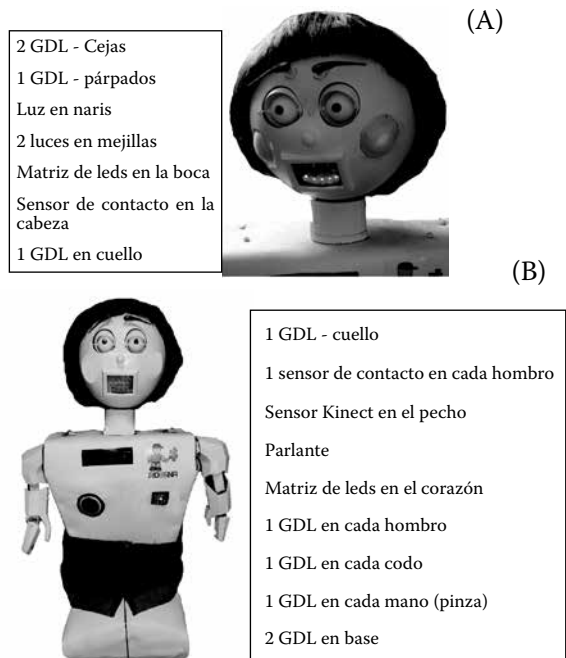 (A)
2 GDL - Cejas
1 GDL - párpados
Luz en naris
2 luces en mejillas
Matriz de leds en la boca
Sensor de contacto en la
cabeza
1 GDL en cuello
(B)
1 GDL - cuello
1 sensor de contacto en cada hombro
Sensor Kinect en el pecho
Parlante
Matriz de leds en el corazón
1 GDL en cada hombro
1 GDL en cada codo
1 GDL en cada mano (pinza)
2 GDL en base